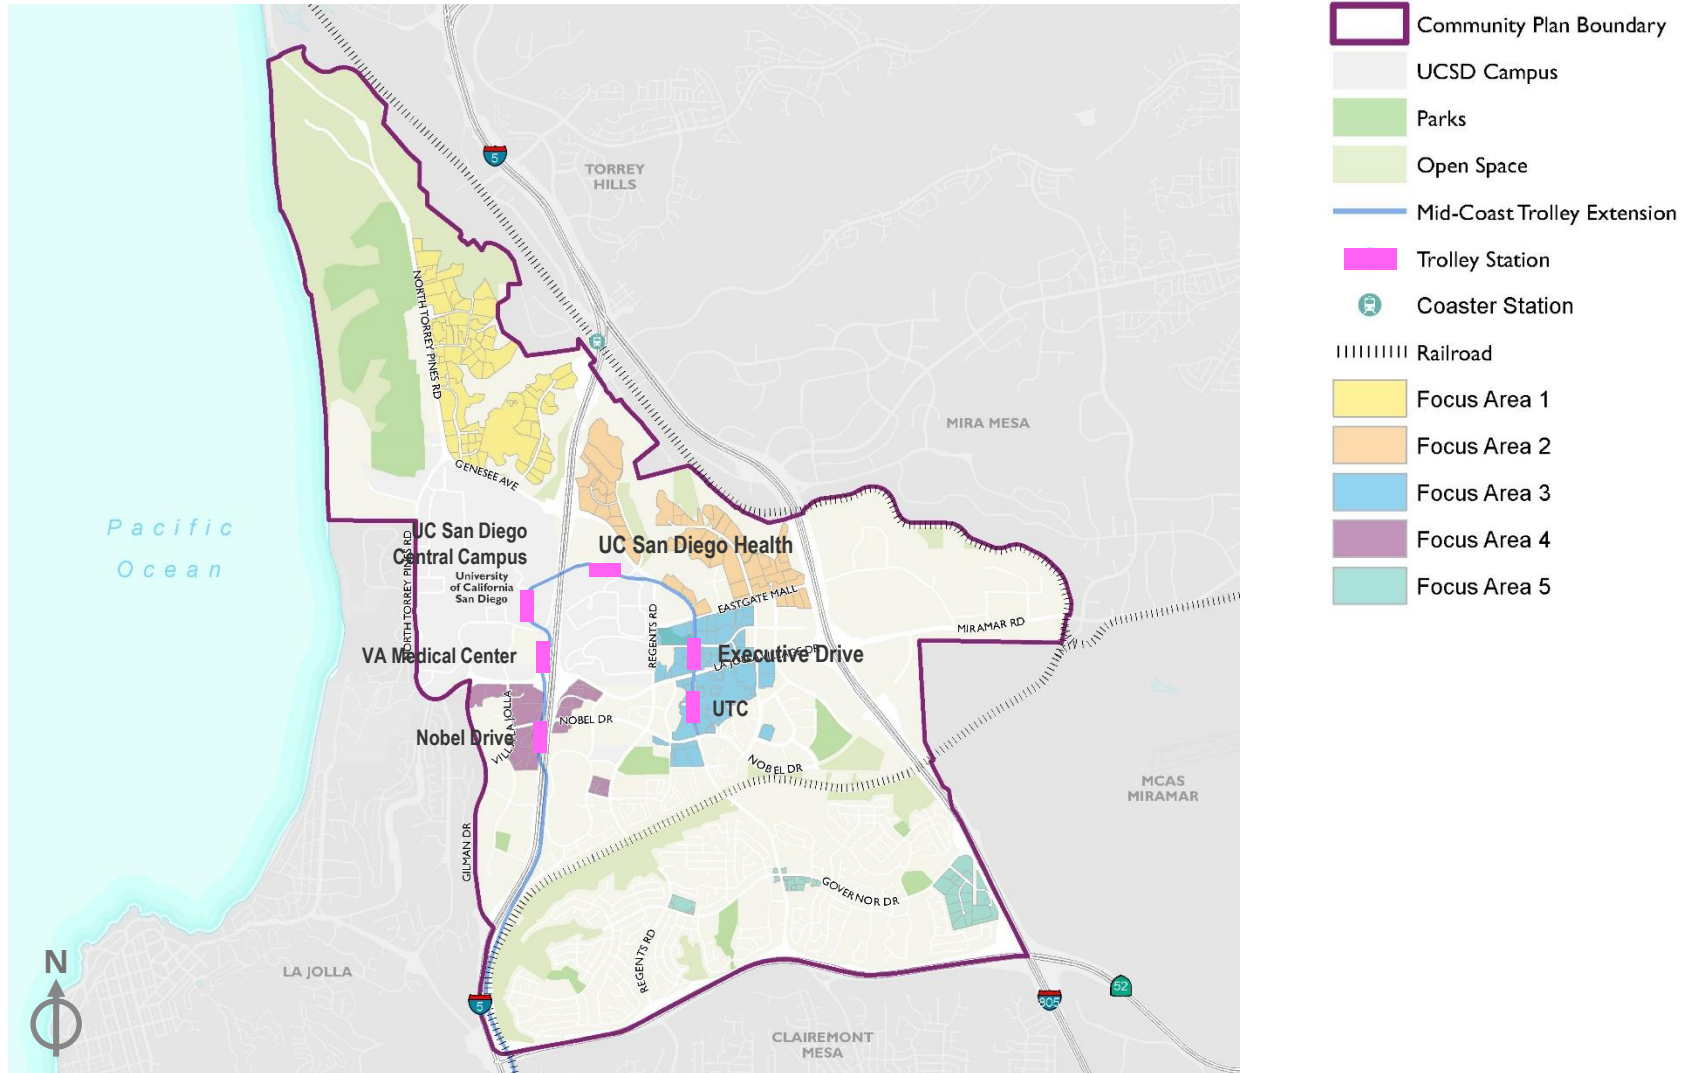 Community Plan Boundary
UCSD Campus
Parks
Open Space
Mid-Coast Trolley Extension
Trolley Station
Coaster Station
Railroad
Focus Area 1
Focus Area 2
Focus Area 3
Focus Area 4
Focus Area 5
5
TORREY
HILLS
NORTH TORREY PINES RD
MIRA MESA
GENESEE AVE
Pacific
Ocean
UC San Diego
Central Campus
UC San Diego Health
University
of California
San Diego
NORTH TORREY PINES RD
EASTGATE MALL
REGENTS RD
MIRAMAR RD
VA Medical Center
Executive Drive
LA JOLLA VILLAGE DR
UTC
NOBEL DR
Nobel Drive
VILLA LA JOLLA
NOBEL DR
MCAS
MIRAMAR
GILMAN DR
GOVERNOR DR
REGENTS RD
N
LA JOLLA
5
52
805
CLAIREMONT
MESA